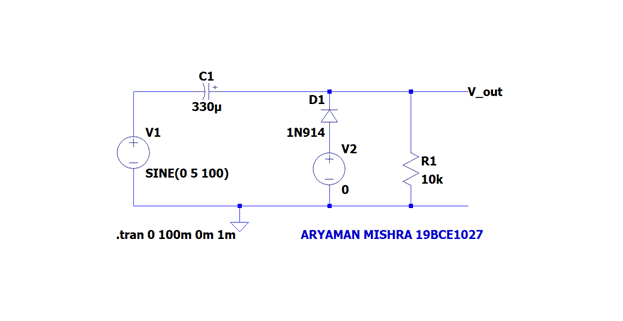 C1
+
330µ
V_out
D1
1N914
V1
+
SINE(0 5 100)
V2
+
0
R1
10k
.tran 0 100m 0m 1m
ARYAMAN MISHRA 19BCE1027